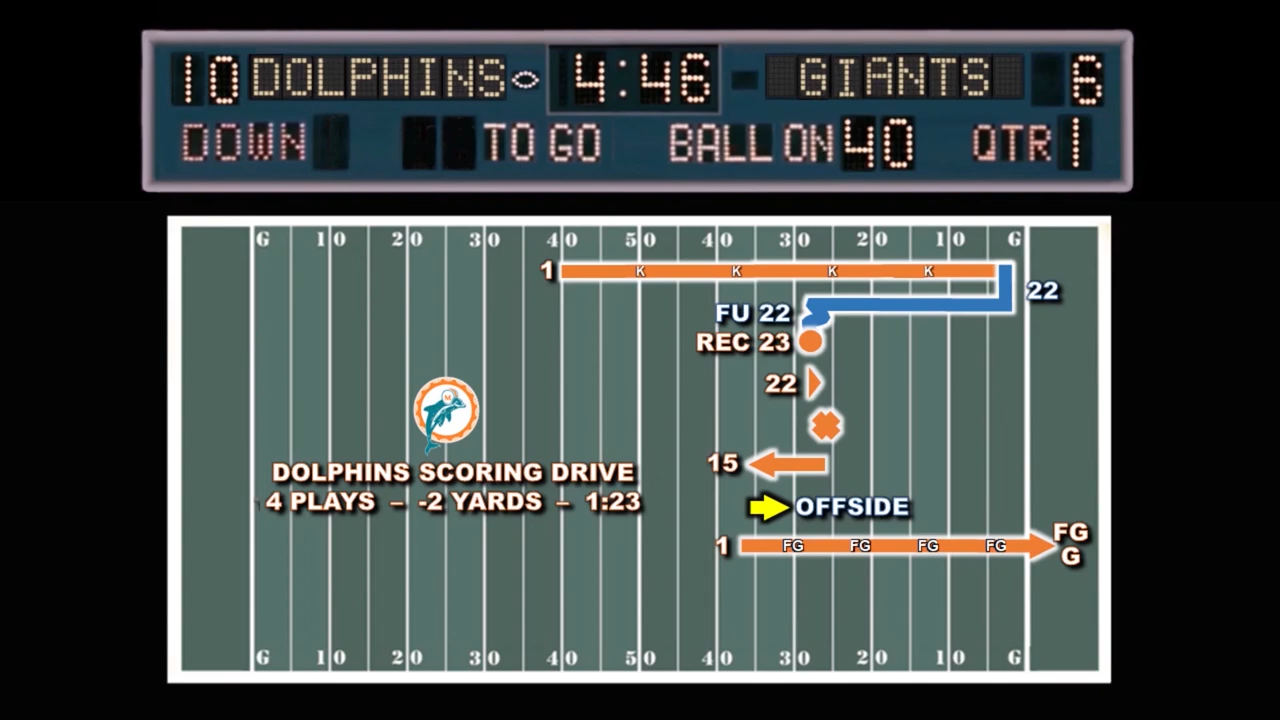 10 DOLPHINS 4:46 GIANTS 6
DOWN TO GO BALL ON 40 QTR 1
G 10 20 30 40 50 40 30 20 10 G
1 K K K K
22
FU 22
REC 23
22
M
15
DOLPHINS SCORING DRIVE
4 PLAYS – -2 YARDS – 1:23
OFFSIDE
1 FG FG FG FG FG
G
G 10 20 30 40 50 40 30 20 10 G